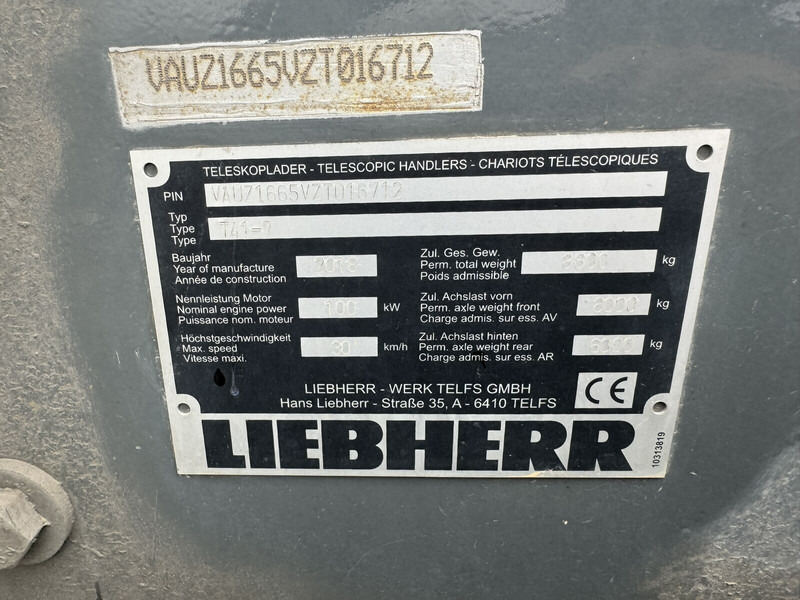 VAUZ1665VZT016712
TELESKOPLADER - TELESCOPIC HANDLERS - CHARIOTS TÉLESCOPIQUES
PIN VAUZ1665VZT016712
Typ
Type
Type
T41=7
Baujahr
Year of manufacture
Année de construction
2018
Nennleistung Motor
Nominal engine power
Puissance nom. moteur
100 kW
Höchstgeschwindigkeit
Max. speed
Vitesse maxi.
30 km/h
Zul. Ges. Gew.
Perm. total weight
Poids admissible
kg
Zul. Achslast vorn
Perm. axle weight front
Charge admis. sur ess. AV
kg
Zul. Achslast hinten
Perm. axle weight rear
Charge admis. sur ess. AR
kg
LIEBHERR - WERK TELFS GMBH
Hans Liebherr - Straße 35, A - 6410 TELFS
CE
LIEBHERR
10313819